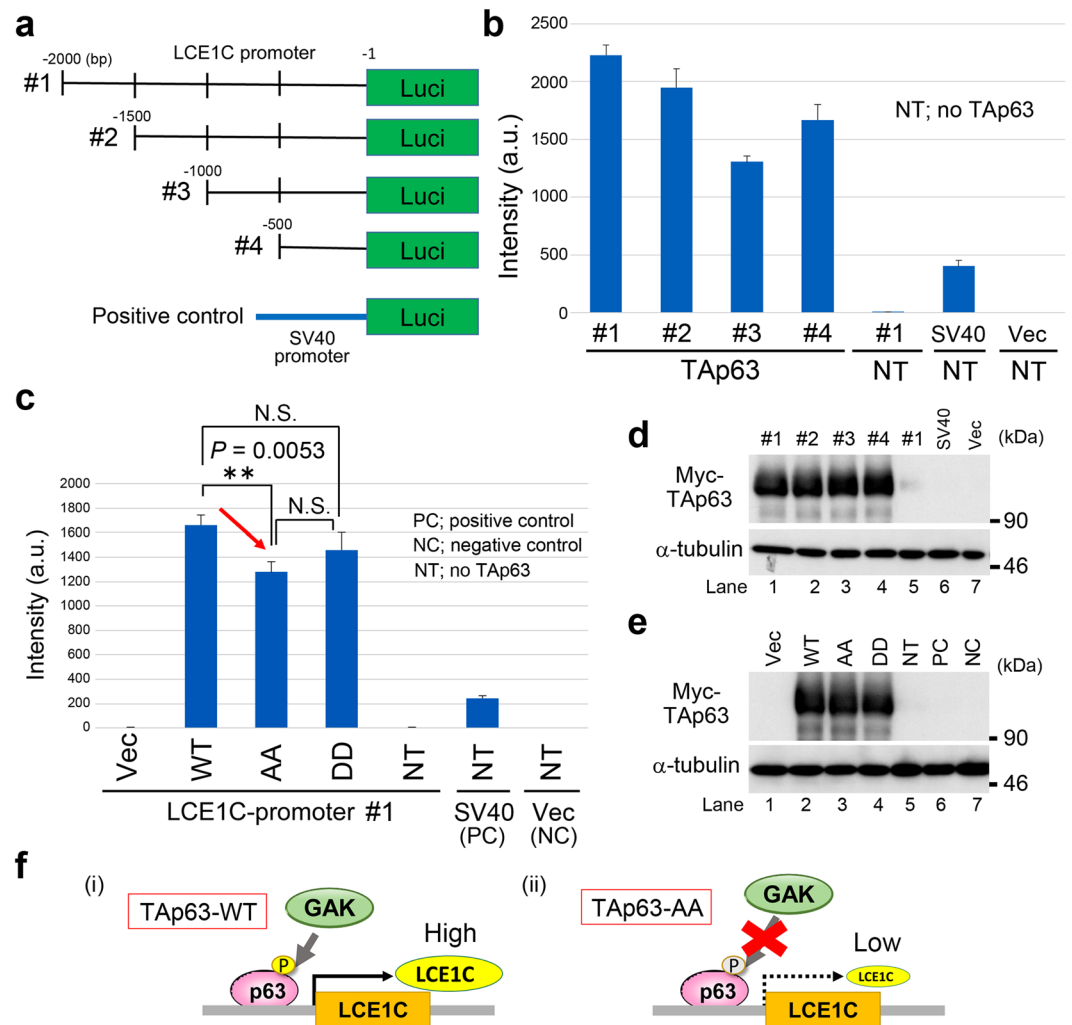 a
LCE1C promoter
-2000 (bp)
-1
#1
Luci
-1500
#2
Luci
-1000
#3
Luci
-500
#4
Luci
Positive control
Luci
SV40
promoter
b
2500
2000
1500
1000
500
0
Intensity (a.u.)
NT; no TAp63
#1 #2 #3 #4 #1 SV40 Vec
TAp63 NT NT NT
c
N.S.
P = 0.0053
**
N.S.
2000
1800
1600
1400
1200
1000
800
600
400
200
0
Intensity (a.u.)
PC; positive control
NC; negative control
NT; no TAp63
Vec WT AA DD NT NT NT
LCE1C-promoter #1 SV40 Vec
(PC) (NC)
d
#1 #2 #3 #4 #1 SV40 Vec (kDa)
Myc-
TAp63
90
α-tubulin
46
Lane 1 2 3 4 5 6 7
e
Vec WT AA DD NT PC NC (kDa)
Myc-
TAp63
90
α-tubulin
46
Lane 1 2 3 4 5 6 7
f
(i)
TAp63-WT
GAK
High
P
p63
LCE1C
LCE1C
(ii)
TAp63-AA
GAK
Low
P
p63
LCE1C
LCE1C